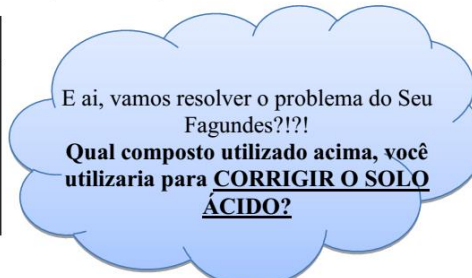 E ai, vamos resolver o problema do Seu
Fagundes?!?!
Qual composto utilizado acima, você
utilizaria para CORRIGIR O SOLO
ÁCIDO?